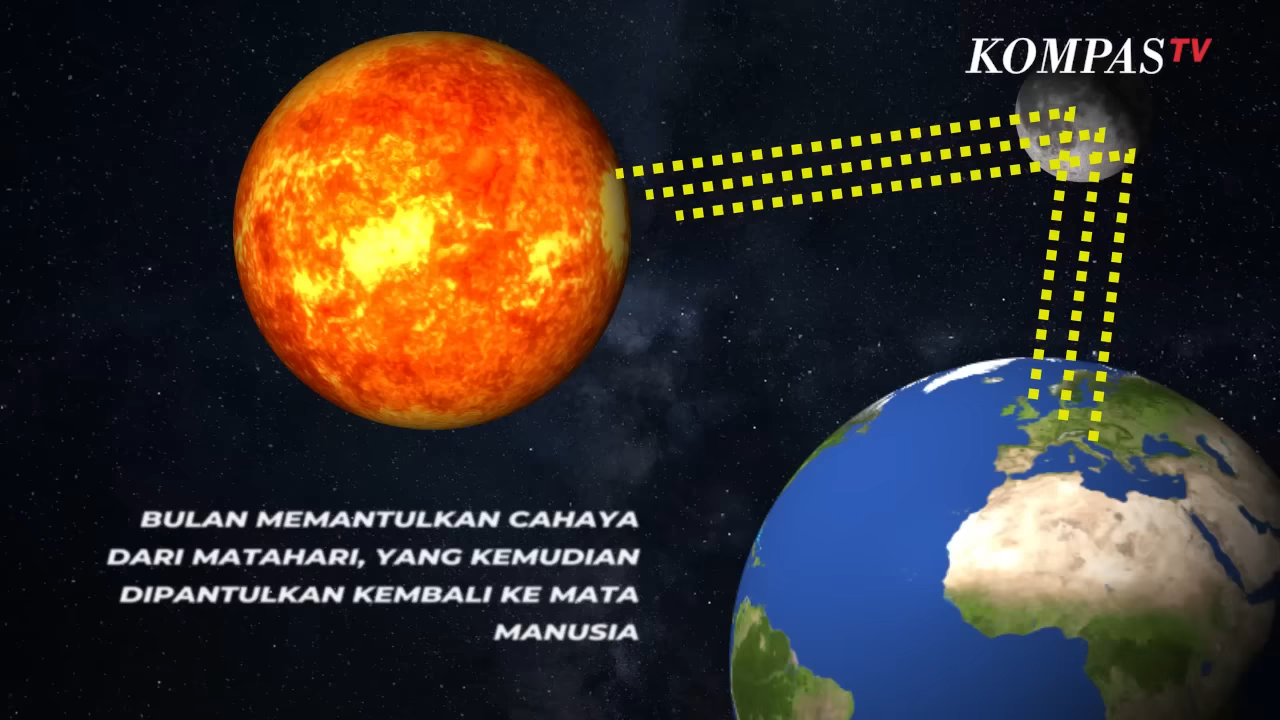 KOMPASTV
BULAN MEMANTULKAN CAHAYA
DARI MATAHARI, YANG KEMUDIAN
DIPANTULKAN KEMBALI KE MATA
MANUSIA